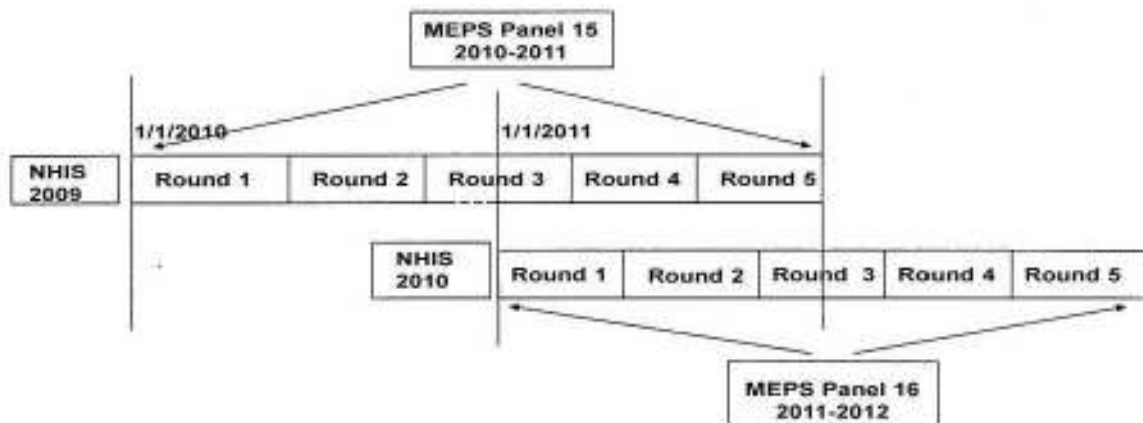 MEPS Panel 15
2010-2011
1/1/2010
1/1/2011
NHIS
2009
Round 1
Round 2
Round 3
Round 4
Round 5
NHIS
2010
Round 1
Round 2
Round 3
Round 4
Round 5
MEPS Panel 16
2011-2012